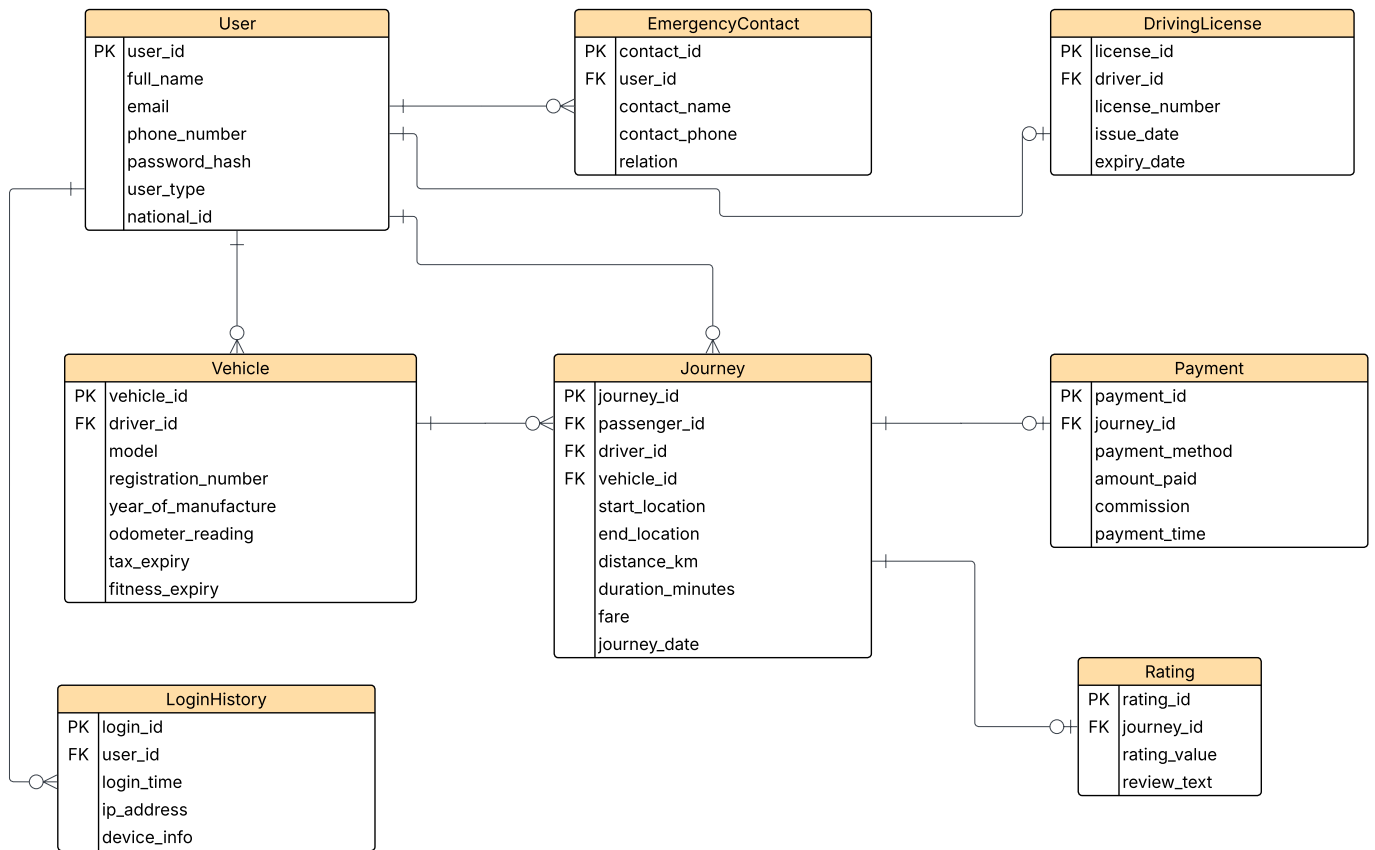 User
PK user_id
full_name
email
phone_number
password_hash
user_type
national_id
EmergencyContact
PK contact_id
FK user_id
contact_name
contact_phone
relation
DrivingLicense
PK license_id
FK driver_id
license_number
issue_date
expiry_date
Vehicle
PK vehicle_id
FK driver_id
model
registration_number
year_of_manufacture
odometer_reading
tax_expiry
fitness_expiry
Journey
PK journey_id
FK passenger_id
FK driver_id
FK vehicle_id
start_location
end_location
distance_km
duration_minutes
fare
journey_date
Payment
PK payment_id
FK journey_id
payment_method
amount_paid
commission
payment_time
LoginHistory
PK login_id
FK user_id
login_time
ip_address
device_info
Rating
PK rating_id
FK journey_id
rating_value
review_text